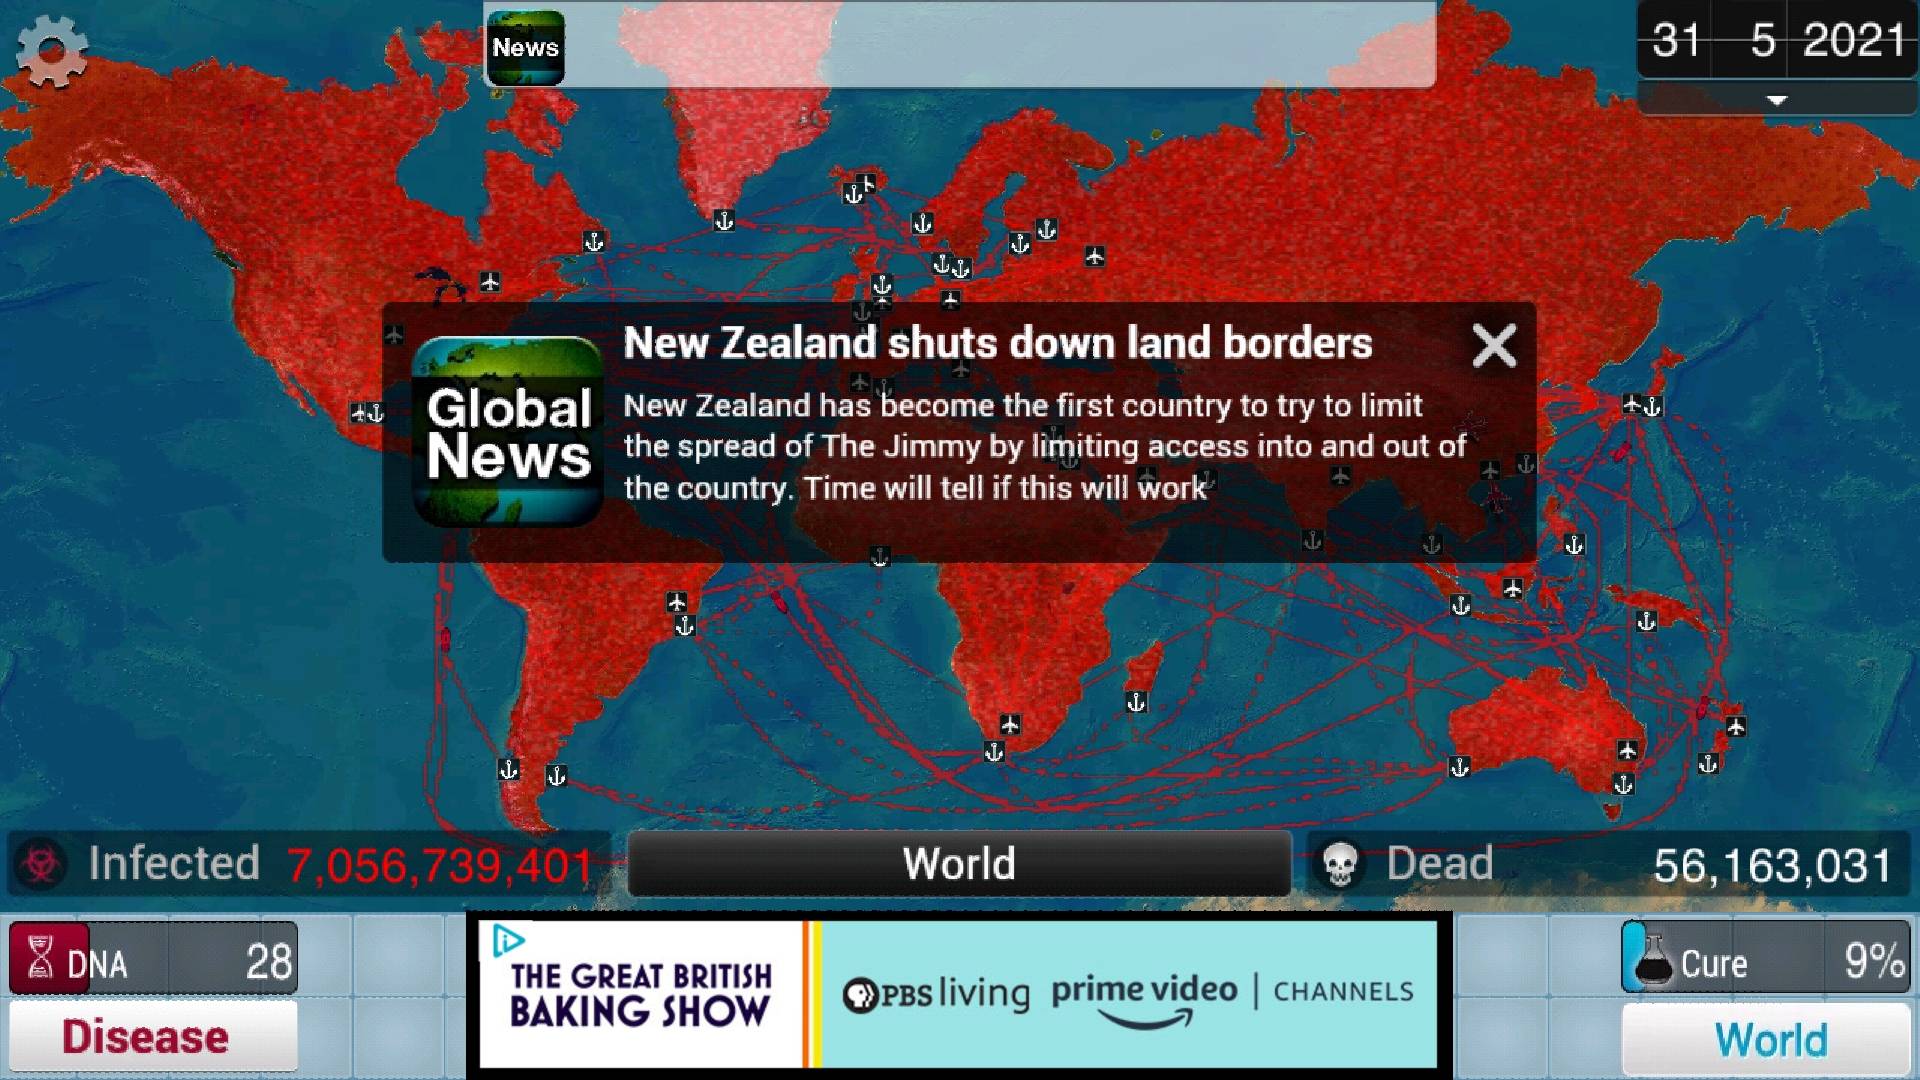 News
31 5 2021
New Zealand shuts down land borders
Global
News
New Zealand has become the first country to try to limit
the spread of The Jimmy by limiting access into and out of
the country. Time will tell if this will work
Infected 7,056,739,401
World
Dead 56,163,031
DNA 28
Disease
THE GREAT BRITISH
BAKING SHOW
PBS living prime video | CHANNELS
Cure 9%
World